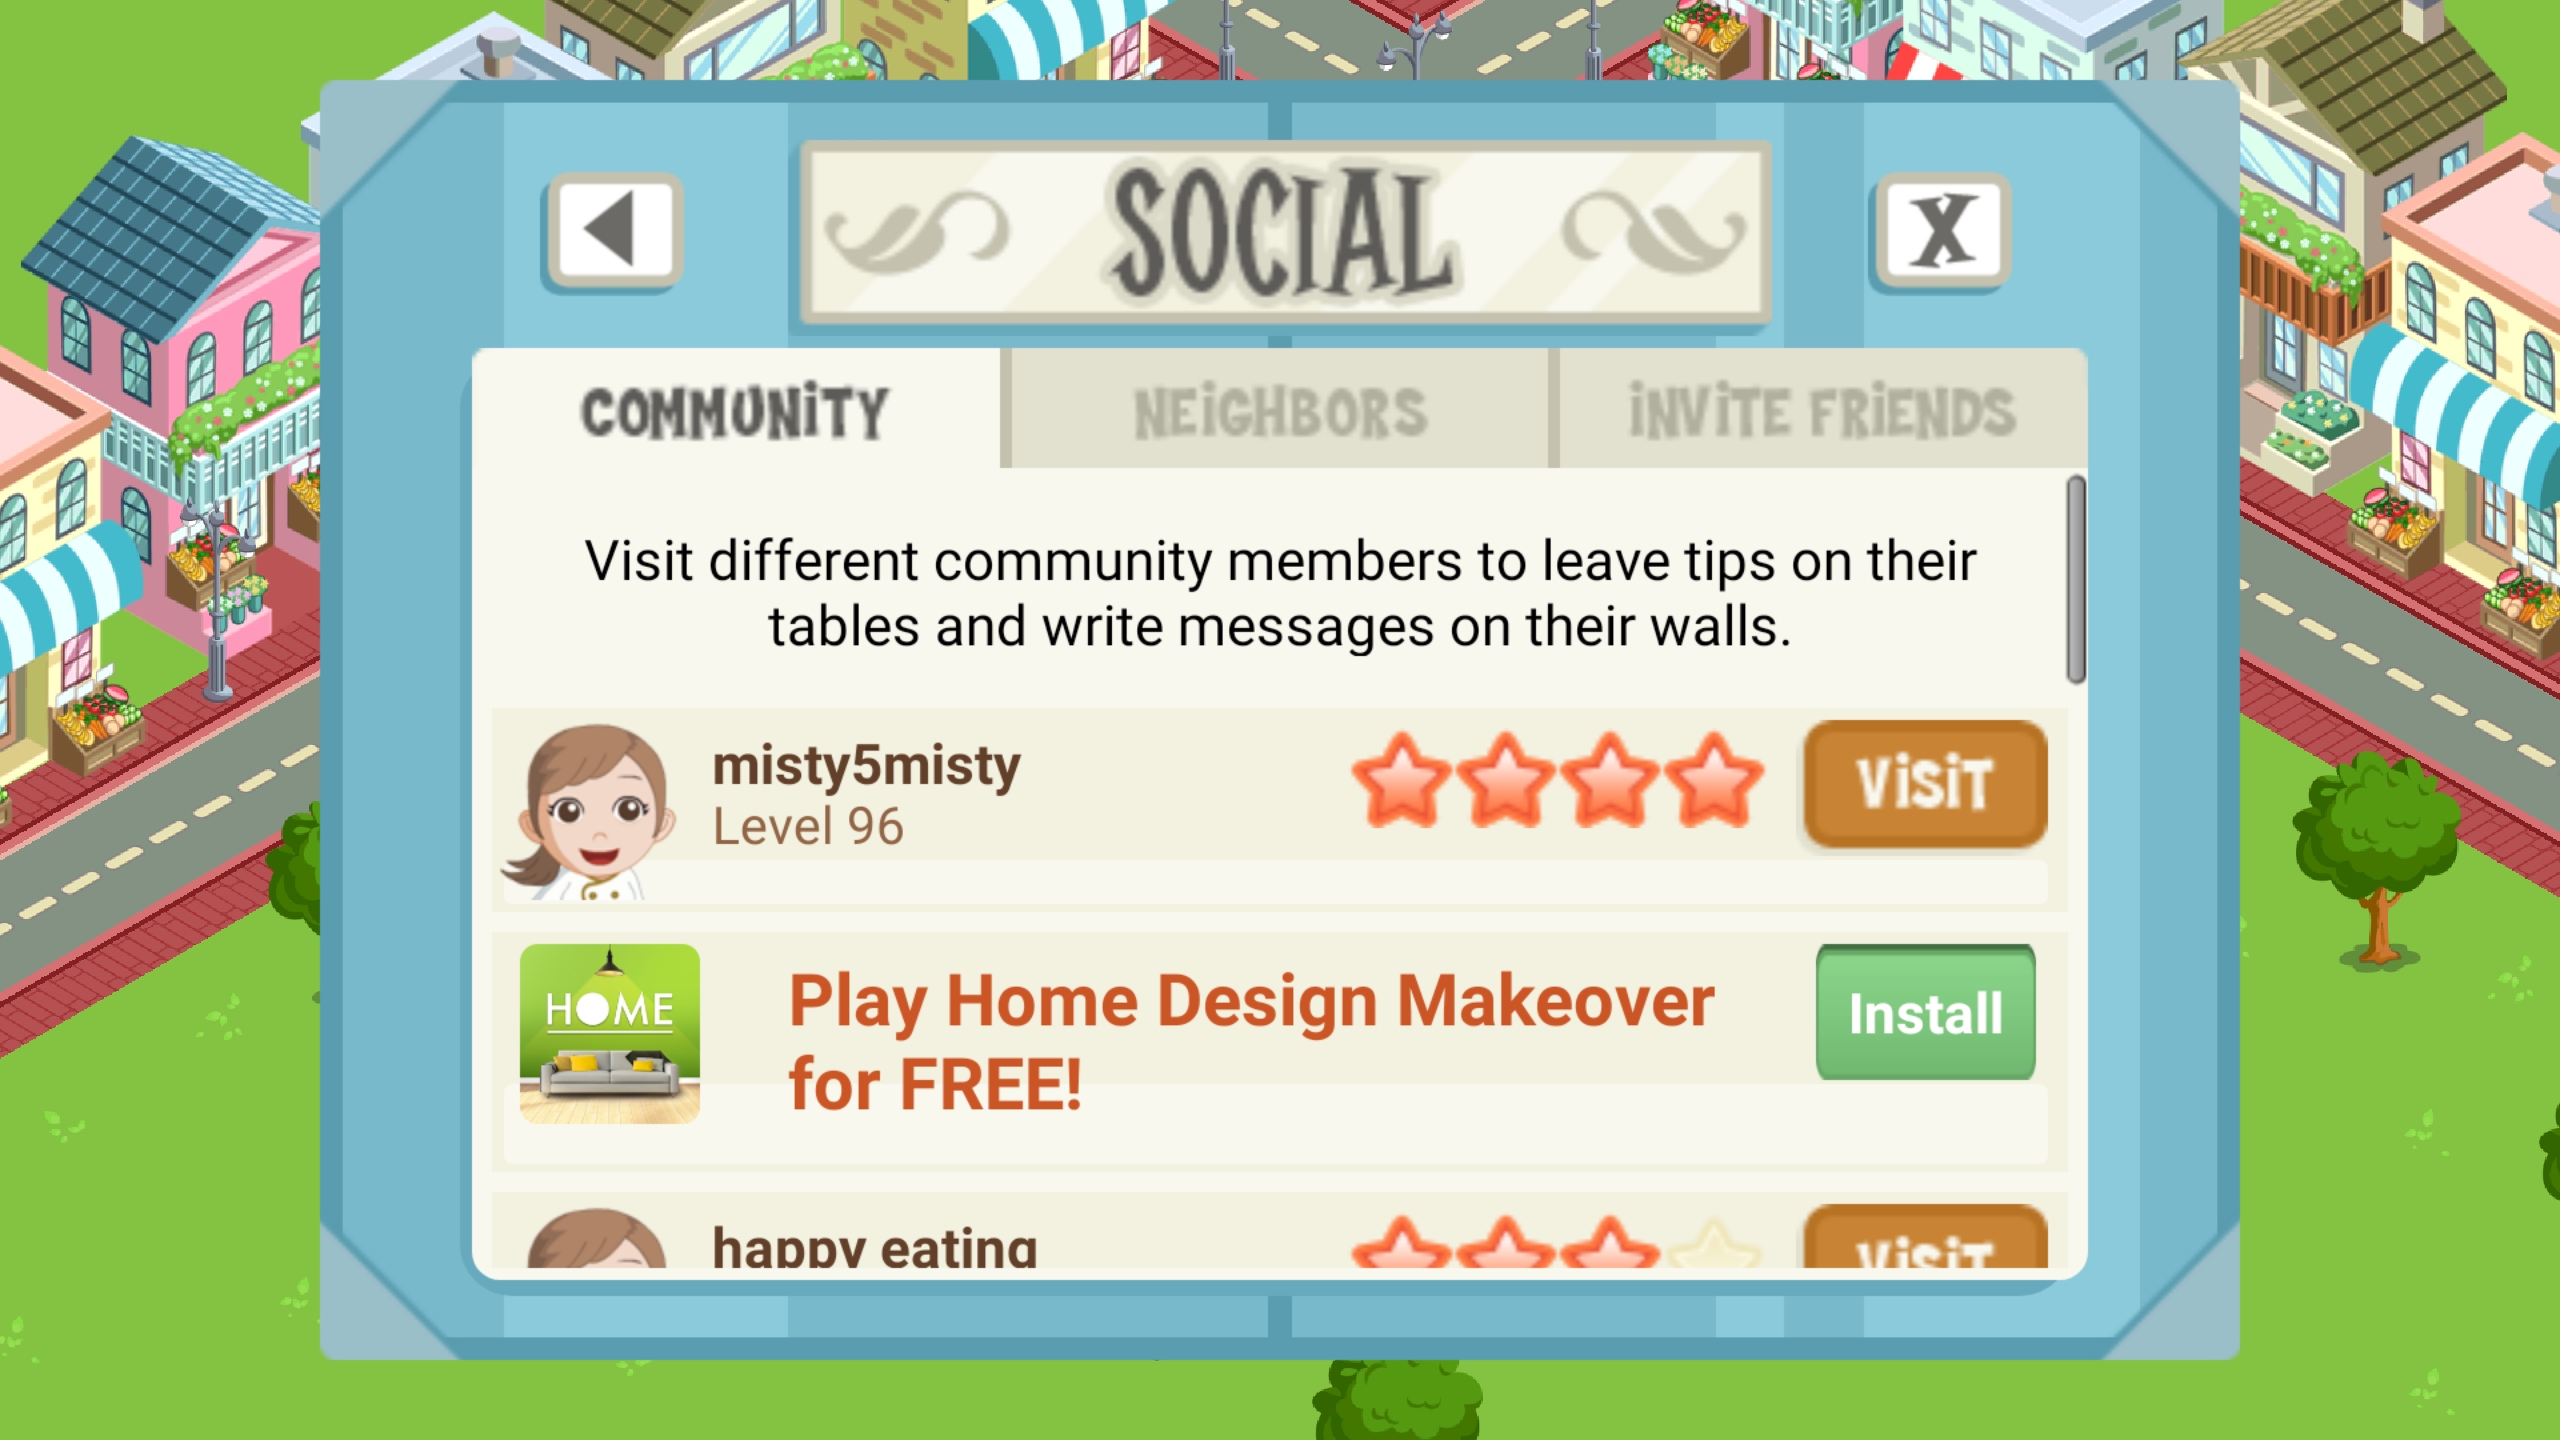 SOCIAL
X
COMMUNITY
NEIGHBORS
INVITE FRIENDS
Visit different community members to leave tips on their
tables and write messages on their walls.
misty5misty
Level 96
VISIT
HOME
Play Home Design Makeover
for FREE!
Install
happy eating
VISIT